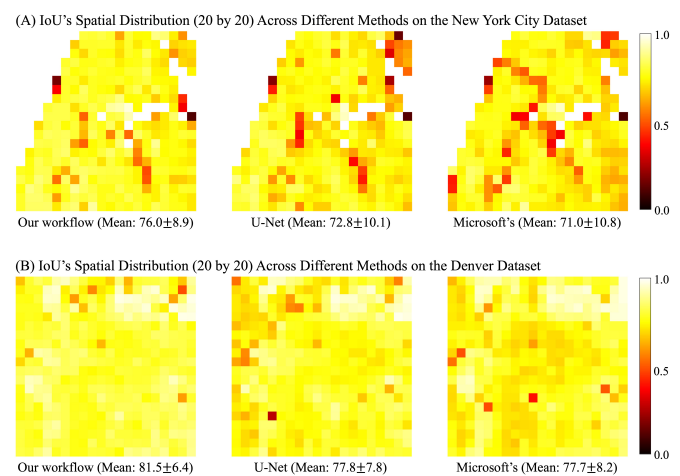 (A) IoU's Spatial Distribution (20 by 20) Across Different Methods on the New York City Dataset
1.0
0.5
0.0
Our workflow (Mean: 76.0±8.9)
U-Net (Mean: 72.8±10.1)
Microsoft's (Mean: 71.0±10.8)
(B) IoU's Spatial Distribution (20 by 20) Across Different Methods on the Denver Dataset
1.0
0.5
0.0
Our workflow (Mean: 81.5±6.4)
U-Net (Mean: 77.8±7.8)
Microsoft's (Mean: 77.7±8.2)